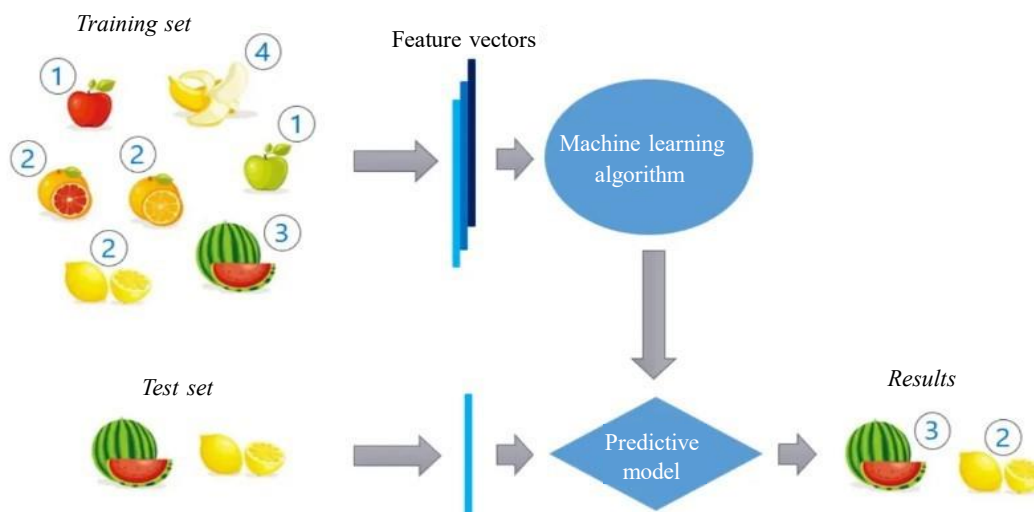 Training set
Feature vectors
4
1
1
2
2
3
2
Machine learning
algorithm
Test set
Results
3
2
Predictive
model